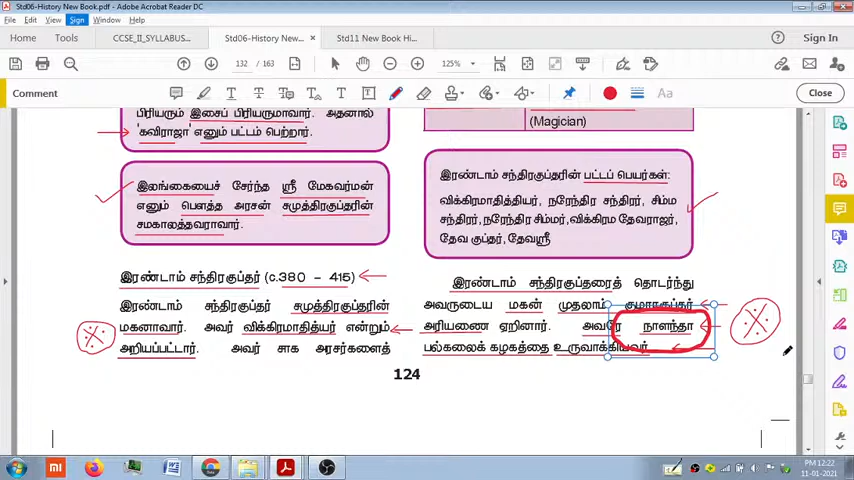 Std06-History New Book.pdf - Adobe Acrobat Reader DC
File Edit View Sign Window Help
Home Tools CCSE_II_SYLLABUS... Std06-History New... × Std11 New Book Hi... Sign In
132 / 163 125%
Comment Aa Close
பிரியரும் இசைப் பிரியருமாவார். அதனால்
'கவிராஜா' எனும் பட்டம் பெற்றார்.
இலங்கையைச் சேர்ந்த ஸ்ரீ மேகவர்மன்
எனும் பௌத்த அரசன் சமுத்திரகுப்தரின்
சமகாலத்தவராவார்.
இரண்டாம் சந்திரகுப்தர் (c.380 – 415)
இரண்டாம் சந்திரகுப்தர் சமுத்திரகுப்தரின்
மகனாவார். அவர் விக்கிரமாதித்யர் என்றும்
அறியப்பட்டார். அவர் சாக அரசர்களைத்
(Magician)
இரண்டாம் சந்திரகுப்தரின் பட்டப் பெயர்கள்:
விக்கிரமாதித்தியர், நரேந்திர சந்திரர், சிம்ம
சந்திரர், நரேந்திர சிம்மர், விக்கிரம தேவராஜர்,
தேவ குப்தர், தேவஸ்ரீ
இரண்டாம் சந்திரகுப்தரைத் தொடர்ந்து
அவருடைய மகன் முதலாம் குமாரகுப்தர்
அரியணை ஏறினார். அவரே நாளந்தா
பல்கலைக் கழகத்தை உருவாக்கியவர்
124
PM 12:22
11-01-2021